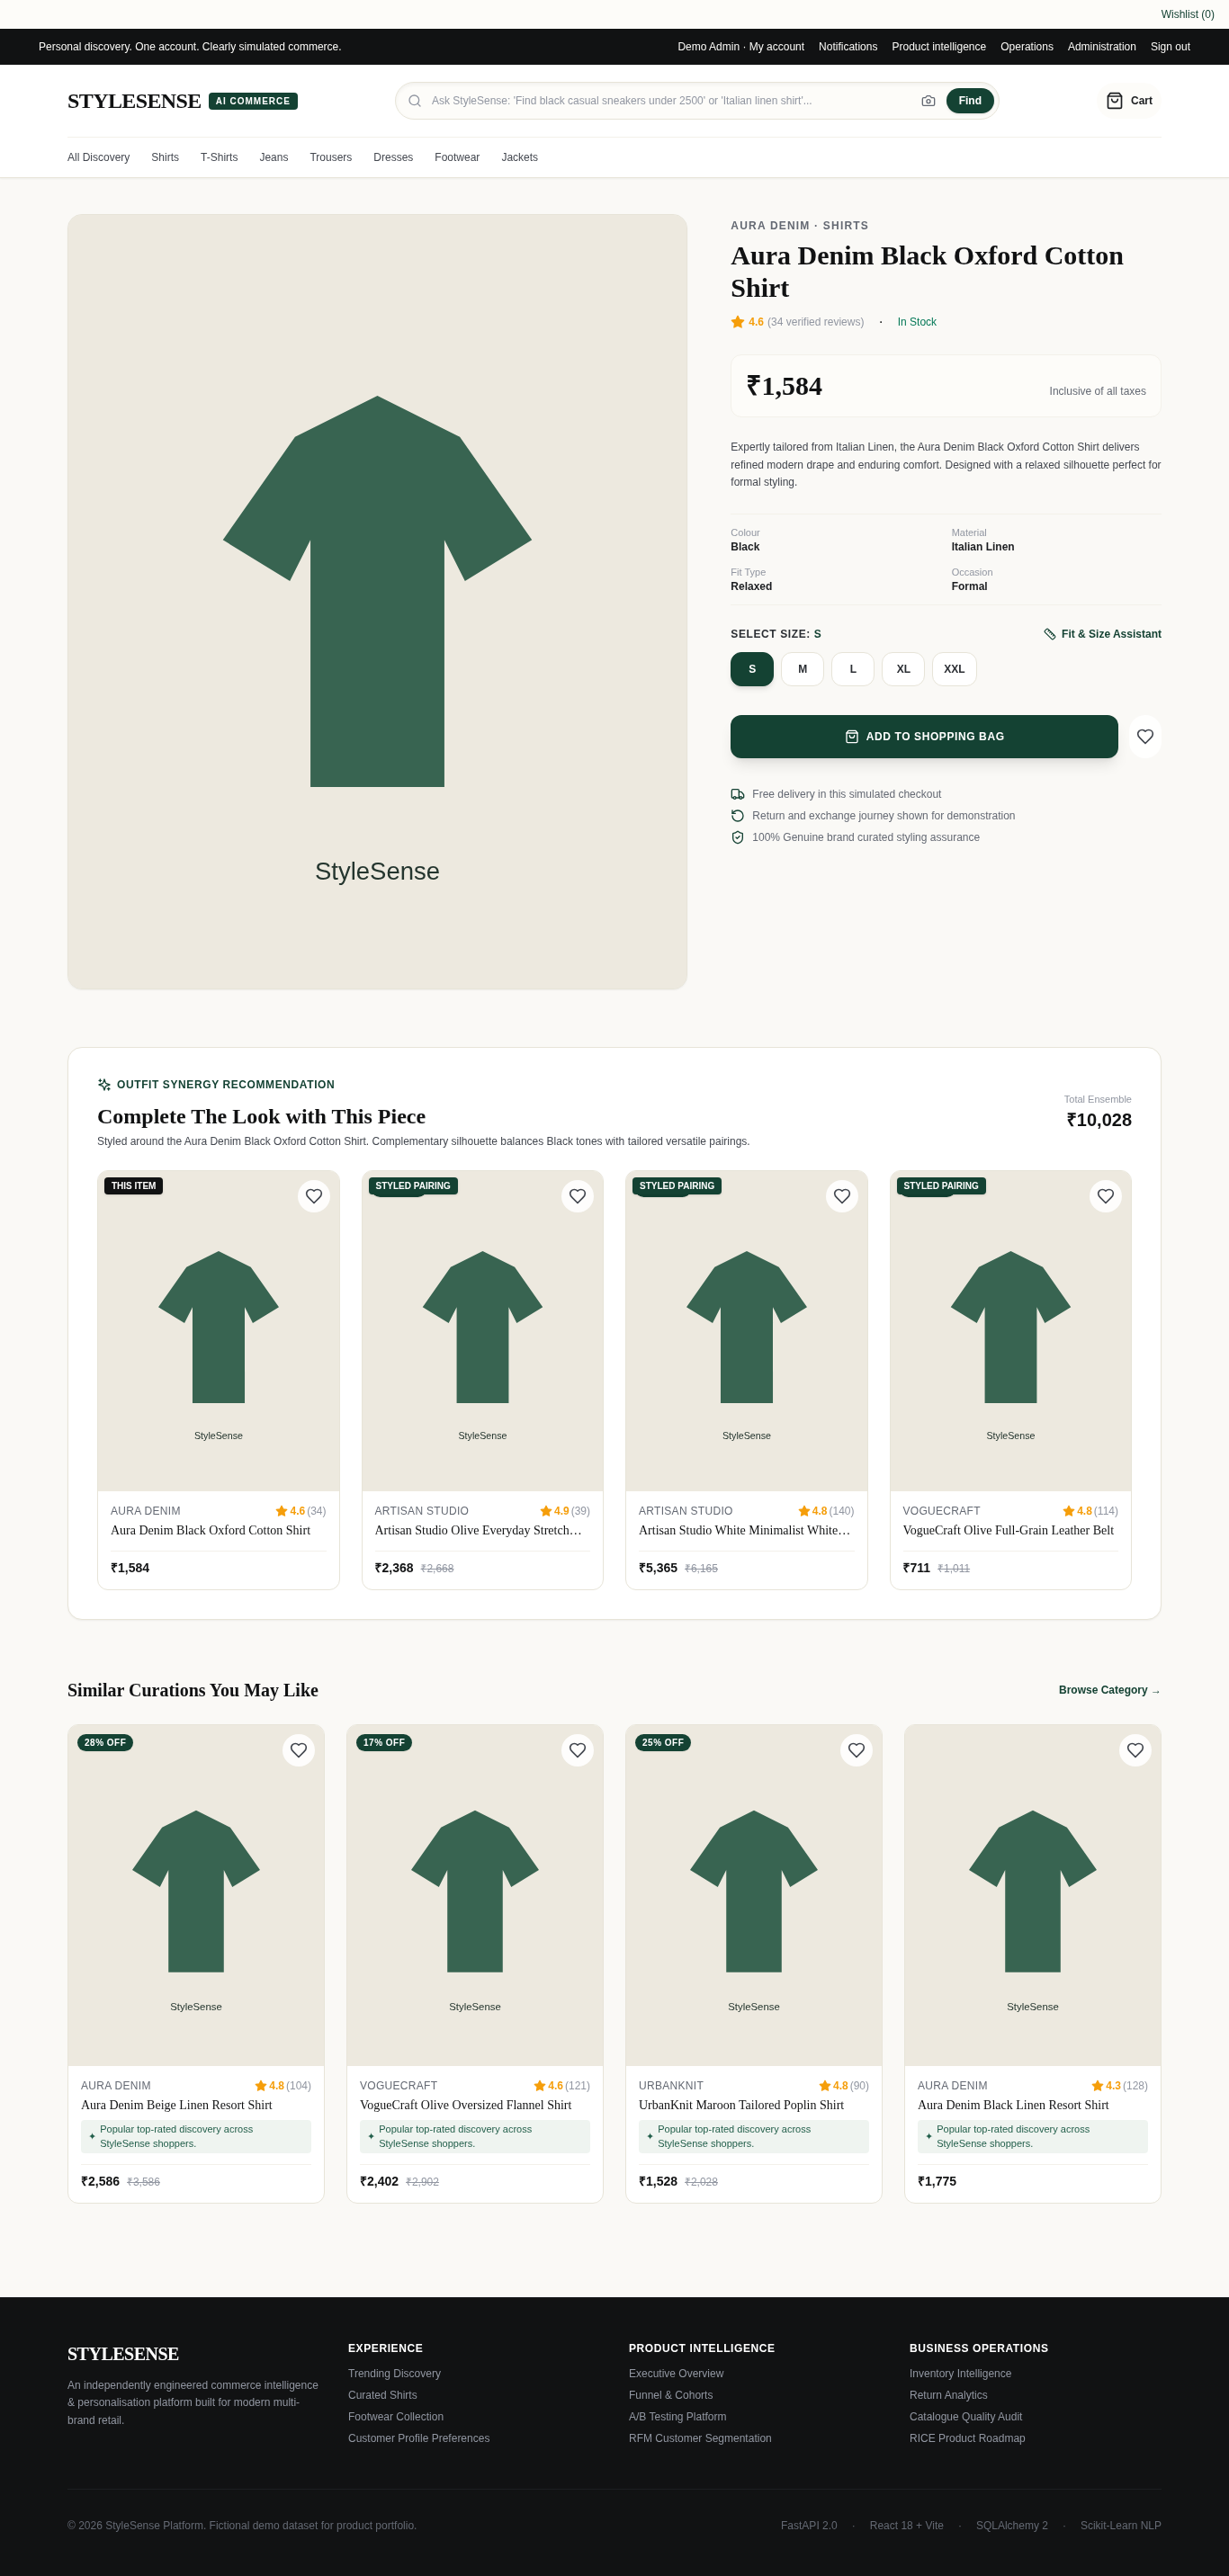 Wishlist (0)
Personal discovery. One account. Clearly simulated commerce.
Demo Admin · My account Notifications Product intelligence Operations Administration Sign out
STYLESENSE AI COMMERCE
Ask StyleSense: 'Find black casual sneakers under 2500' or 'Italian linen shirt'...
Find
Cart
All Discovery Shirts T-Shirts Jeans Trousers Dresses Footwear Jackets
StyleSense
AURA DENIM · SHIRTS
Aura Denim Black Oxford Cotton
Shirt
4.6 (34 verified reviews) · In Stock
₹1,584
Inclusive of all taxes
Expertly tailored from Italian Linen, the Aura Denim Black Oxford Cotton Shirt delivers
refined modern drape and enduring comfort. Designed with a relaxed silhouette perfect for
formal styling.
Colour
Black
Material
Italian Linen
Fit Type
Relaxed
Occasion
Formal
SELECT SIZE: S
Fit & Size Assistant
S M L XL XXL
ADD TO SHOPPING BAG
Free delivery in this simulated checkout
Return and exchange journey shown for demonstration
100% Genuine brand curated styling assurance
OUTFIT SYNERGY RECOMMENDATION
Complete The Look with This Piece
Styled around the Aura Denim Black Oxford Cotton Shirt. Complementary silhouette balances Black tones with tailored versatile pairings.
Total Ensemble
₹10,028
THIS ITEM
StyleSense
AURA DENIM 4.6 (34)
Aura Denim Black Oxford Cotton Shirt
₹1,584
STYLED PAIRING
StyleSense
ARTISAN STUDIO 4.9 (39)
Artisan Studio Olive Everyday Stretch…
₹2,368 ₹2,668
STYLED PAIRING
StyleSense
ARTISAN STUDIO 4.8 (140)
Artisan Studio White Minimalist White…
₹5,365 ₹6,165
STYLED PAIRING
StyleSense
VOGUECRAFT 4.8 (114)
VogueCraft Olive Full-Grain Leather Belt
₹711 ₹1,011
Similar Curations You May Like
Browse Category →
28% OFF
StyleSense
AURA DENIM 4.8 (104)
Aura Denim Beige Linen Resort Shirt
✦ Popular top-rated discovery across
StyleSense shoppers.
₹2,586 ₹3,586
17% OFF
StyleSense
VOGUECRAFT 4.6 (121)
VogueCraft Olive Oversized Flannel Shirt
✦ Popular top-rated discovery across
StyleSense shoppers.
₹2,402 ₹2,902
25% OFF
StyleSense
URBANKNIT 4.8 (90)
UrbanKnit Maroon Tailored Poplin Shirt
✦ Popular top-rated discovery across
StyleSense shoppers.
₹1,528 ₹2,028
StyleSense
AURA DENIM 4.3 (128)
Aura Denim Black Linen Resort Shirt
✦ Popular top-rated discovery across
StyleSense shoppers.
₹1,775
STYLESENSE
An independently engineered commerce intelligence
& personalisation platform built for modern multi-
brand retail.
EXPERIENCE
Trending Discovery
Curated Shirts
Footwear Collection
Customer Profile Preferences
PRODUCT INTELLIGENCE
Executive Overview
Funnel & Cohorts
A/B Testing Platform
RFM Customer Segmentation
BUSINESS OPERATIONS
Inventory Intelligence
Return Analytics
Catalogue Quality Audit
RICE Product Roadmap
© 2026 StyleSense Platform. Fictional demo dataset for product portfolio.
FastAPI 2.0 · React 18 + Vite · SQLAlchemy 2 · Scikit-Learn NLP